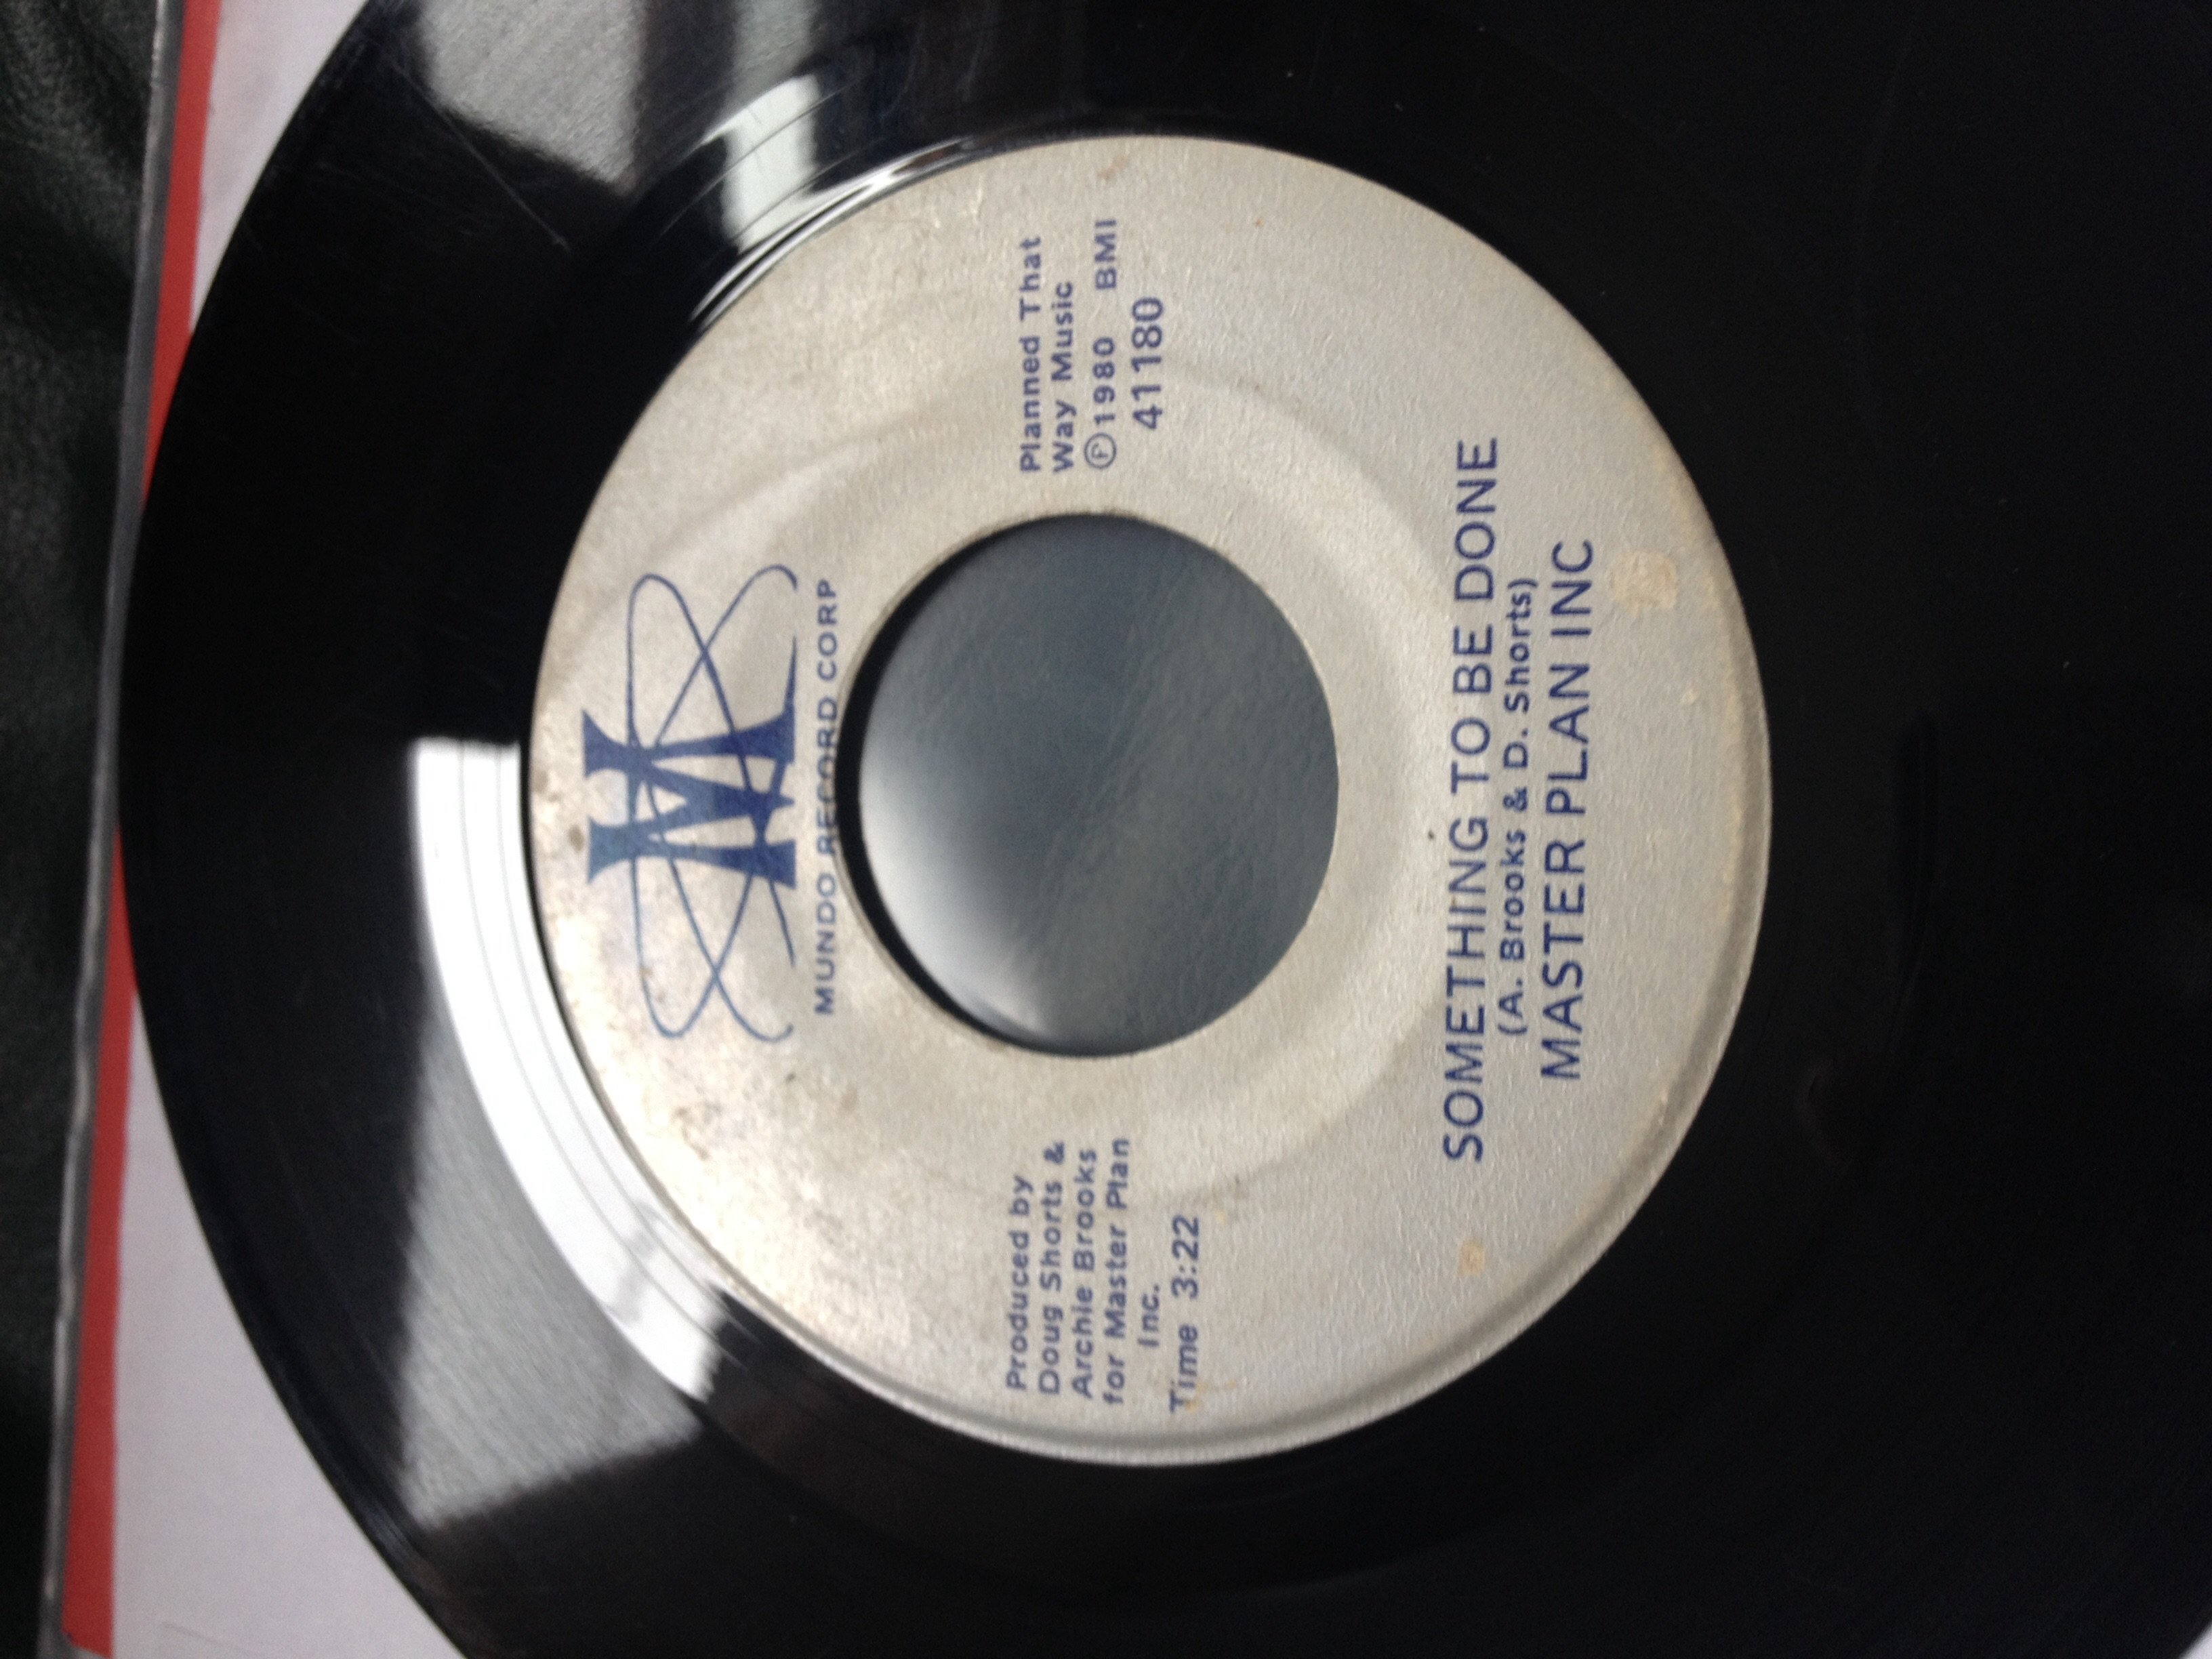 M
MUNDO RECORD CORP
Produced by
Doug Shorts &
Archie Brooks
for Master Plan
Inc.
Time 3:22
Planned That
Way Music
Ⓟ1980 BMI
41180
SOMETHING TO BE DONE
(A. Brooks & D. Shorts)
MASTER PLAN INC